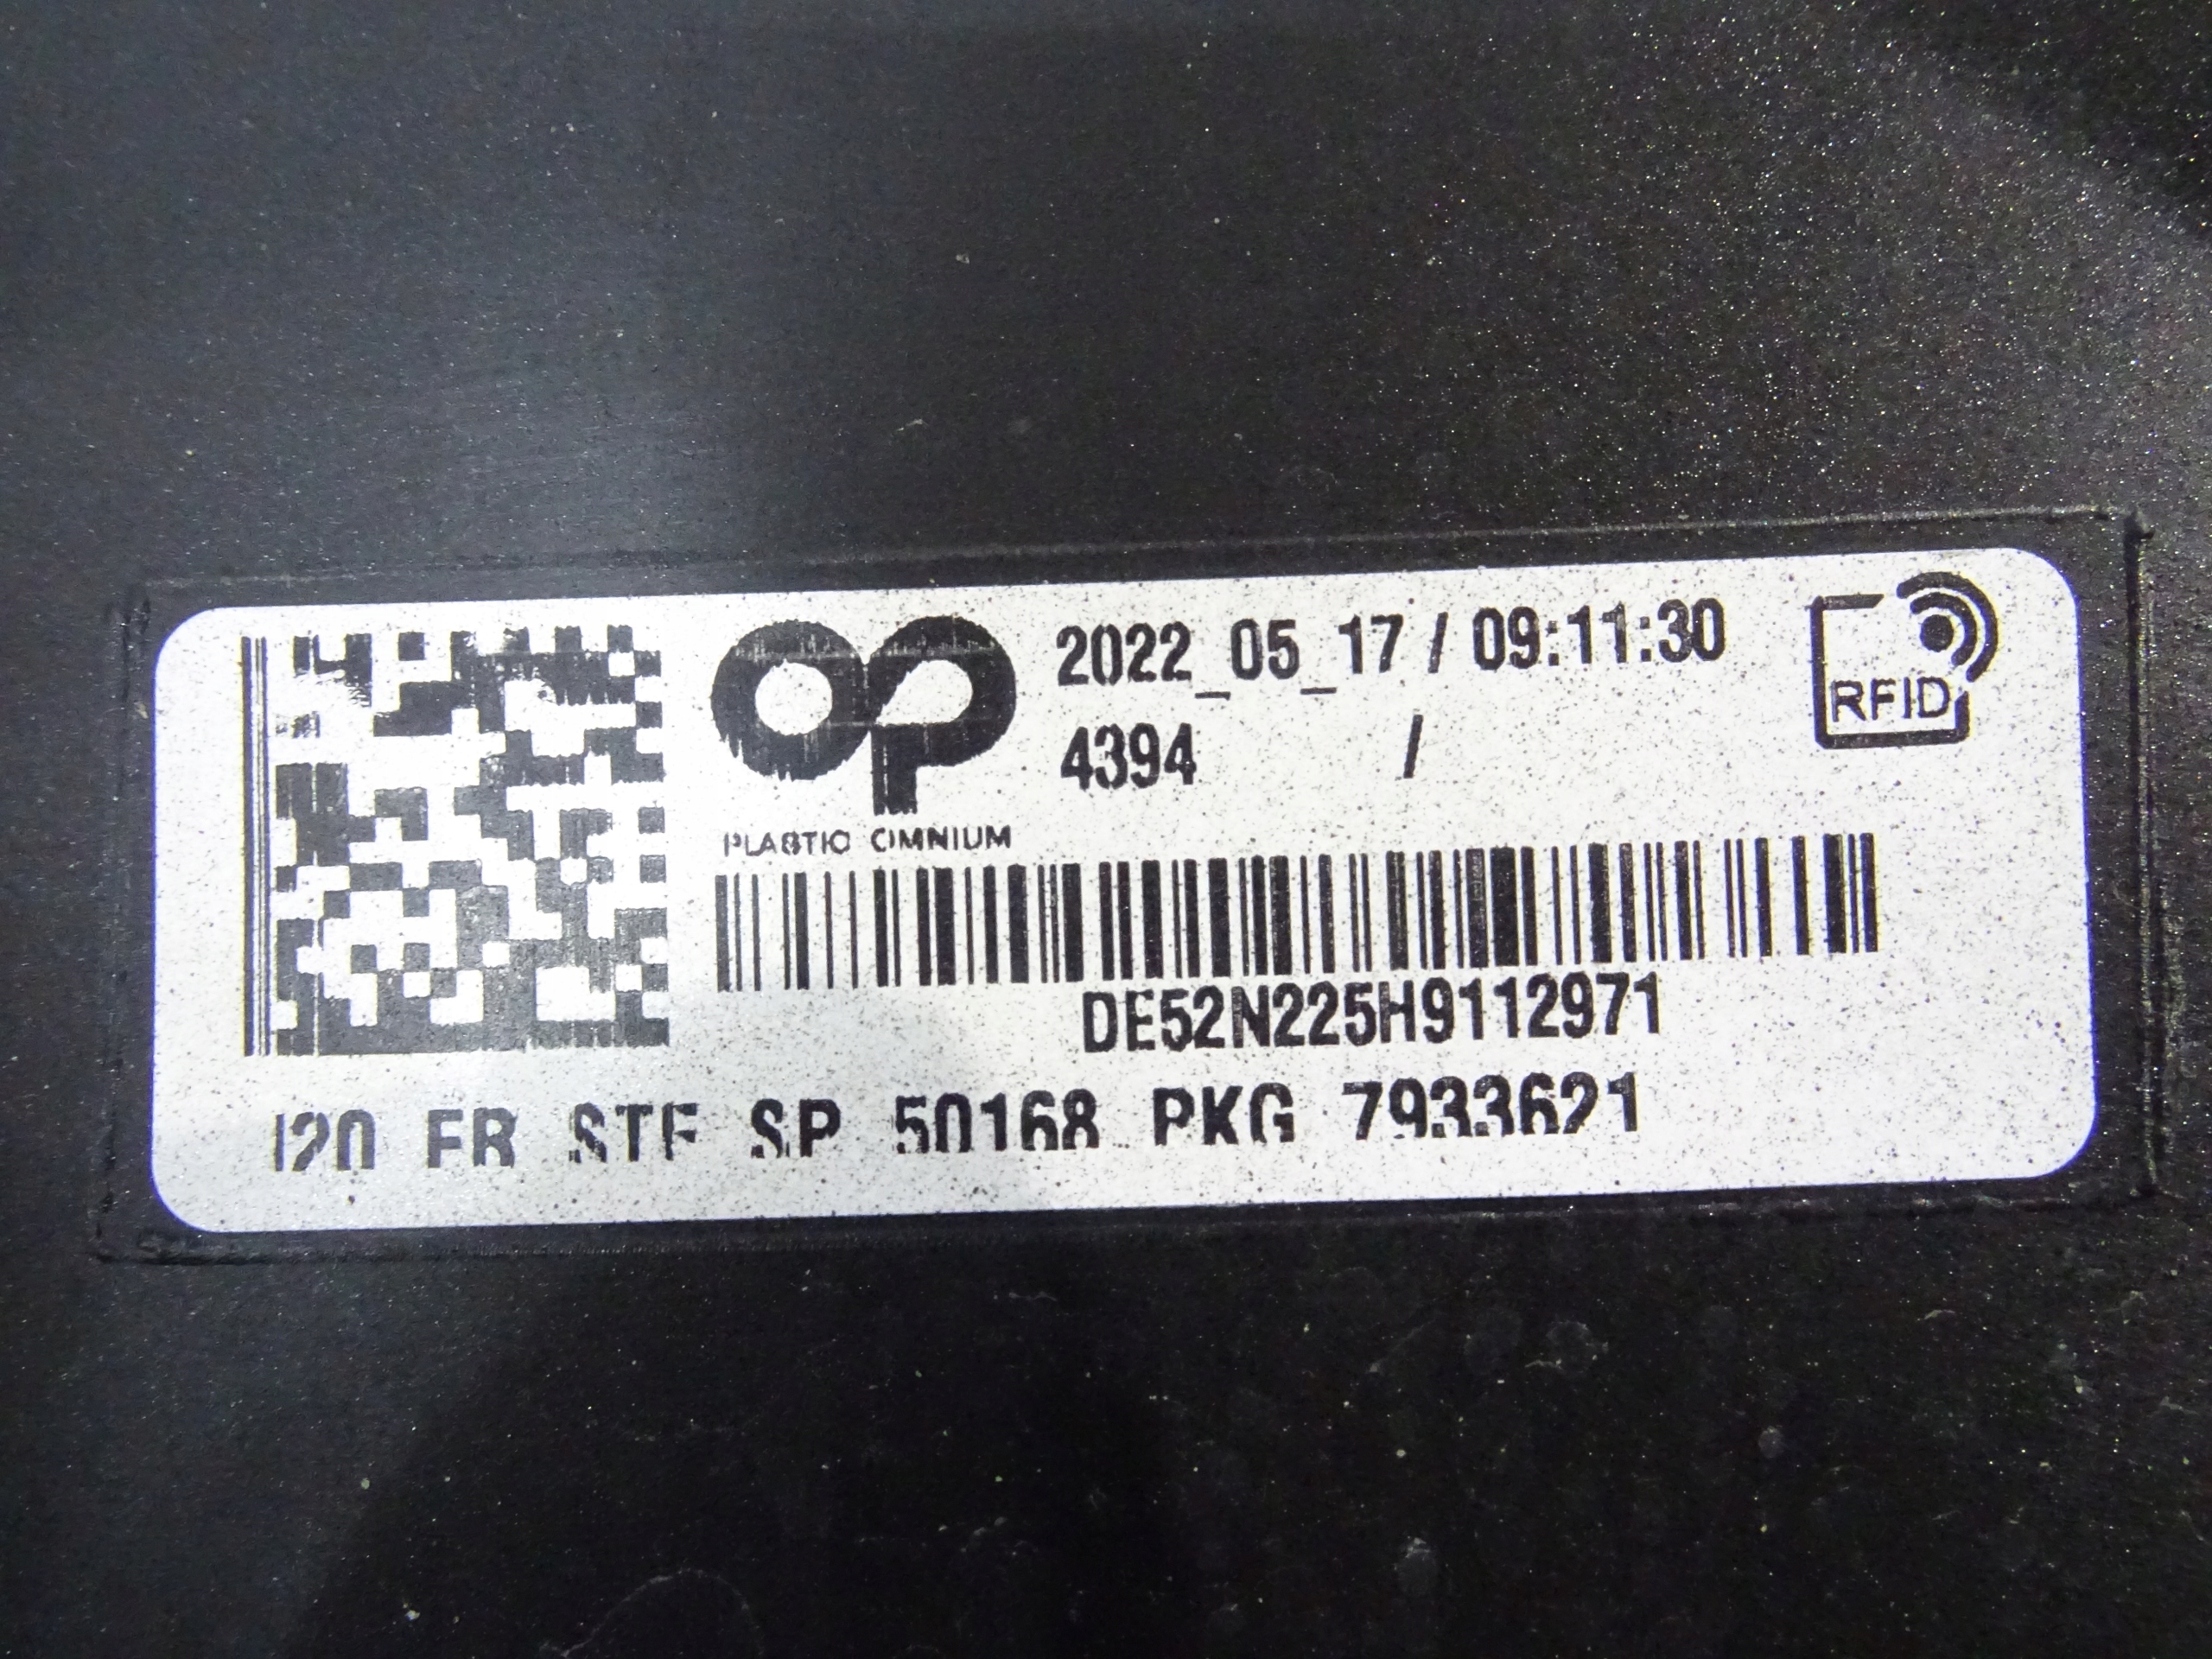 2022_05_17 / 09:11:30
RFID
4394 /
PLASTIC OMNIUM
DE52N225H9112971
I20 FR STF SP 50168 PKG 7933621